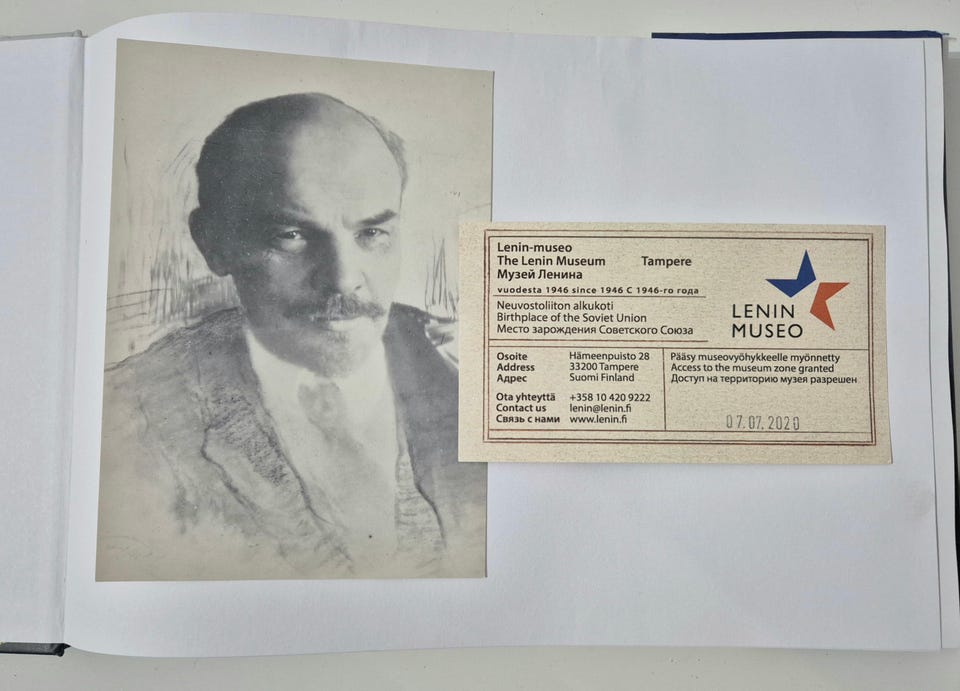 Lenin-museo
The Lenin Museum Tampere
Музей Ленина
vuodesta 1946 since 1946 С 1946-го года
Neuvostoliiton alkukoti
Birthplace of the Soviet Union
Место зарождения Советского Союза
LENIN
MUSEO
Osoite Hämeenpuisto 28
Address 33200 Tampere
Адрес Suomi Finland
Ota yhteyttä +358 10 420 9222
Contact us lenin@lenin.fi
Связь с нами www.lenin.fi
Pääsy museovyöhykkeelle myönnetty
Access to the museum zone granted
Доступ на территорию музея разрешен
07.07.2020